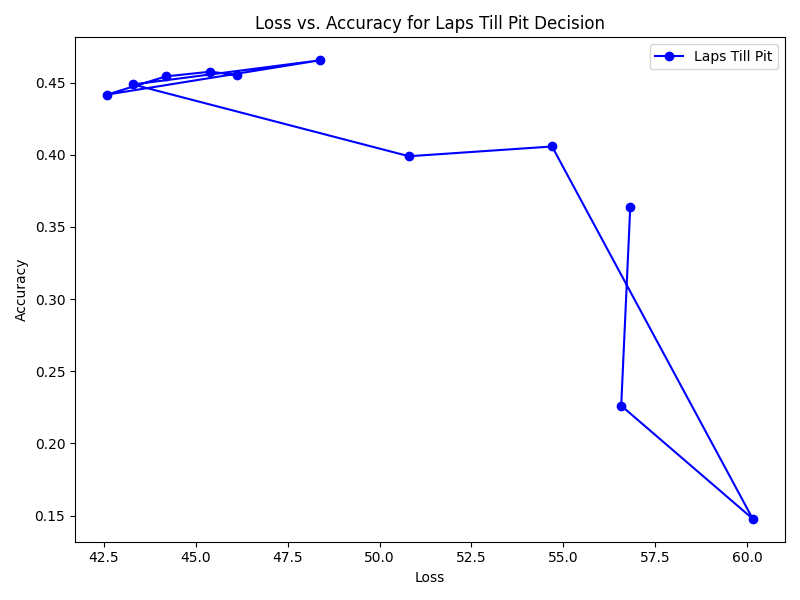 Loss vs. Accuracy for Laps Till Pit Decision
Laps Till Pit
0.45
0.40
0.35
0.30
0.25
0.20
0.15
Accuracy
42.5 45.0 47.5 50.0 52.5 55.0 57.5 60.0
Loss